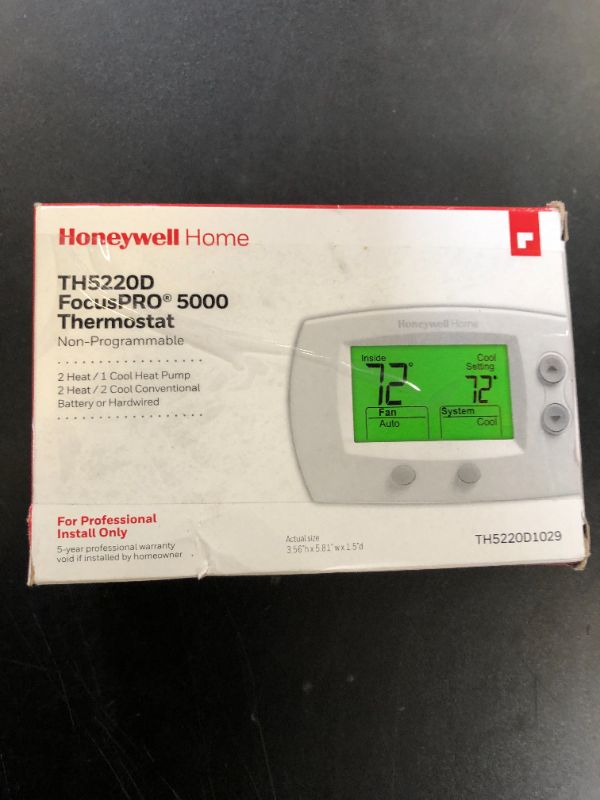 Honeywell Home
TH5220D
FocusPRO® 5000
Thermostat
Non-Programmable
2 Heat / 1 Cool Heat Pump
2 Heat / 2 Cool Conventional
Battery or Hardwired
For Professional
Install Only
5-year professional warranty
void if installed by homeowner
Honeywell Home
Inside
72°
Cool
Setting
72°
Fan
Auto
System
Cool
Actual size
3.56"h x 5.81" w x 1.5"d
TH5220D1029